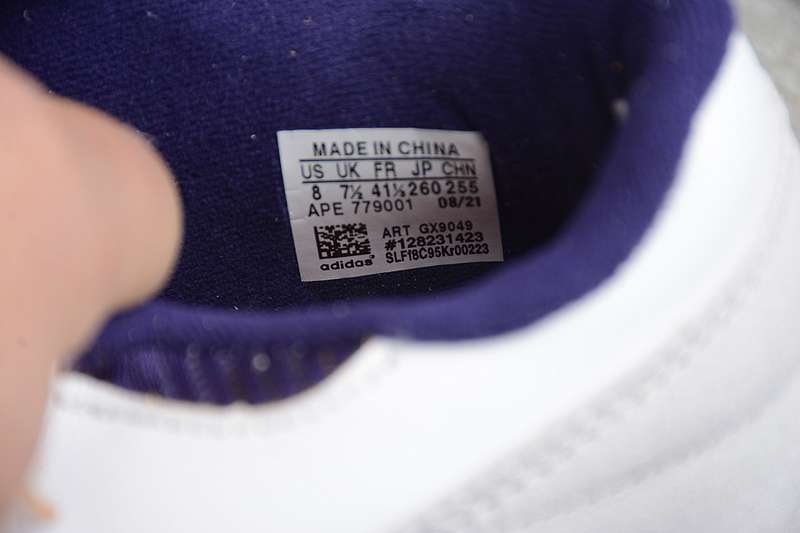 MADE IN CHINA
US UK FR JP CHN
8 7½ 41⅓ 260 255
APE 779001 08/21
ART GX9049
#128231423
adidas SLFf8C95Kr00223